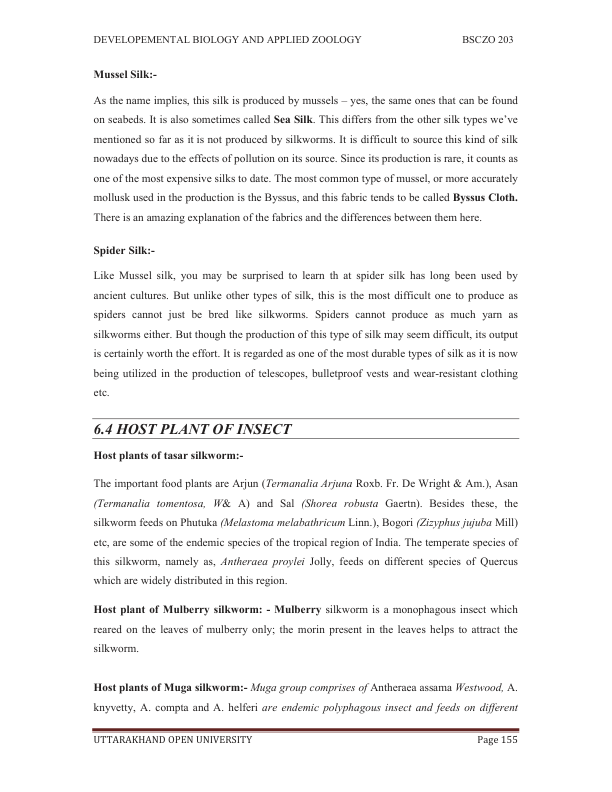 DEVELOPEMENTAL BIOLOGY AND APPLIED ZOOLOGY BSCZO 203
Mussel Silk:-
As the name implies, this silk is produced by mussels – yes, the same ones that can be found
on seabeds. It is also sometimes called Sea Silk. This differs from the other silk types we’ve
mentioned so far as it is not produced by silkworms. It is difficult to source this kind of silk
nowadays due to the effects of pollution on its source. Since its production is rare, it counts as
one of the most expensive silks to date. The most common type of mussel, or more accurately
mollusk used in the production is the Byssus, and this fabric tends to be called Byssus Cloth.
There is an amazing explanation of the fabrics and the differences between them here.
Spider Silk:-
Like Mussel silk, you may be surprised to learn th at spider silk has long been used by
ancient cultures. But unlike other types of silk, this is the most difficult one to produce as
spiders cannot just be bred like silkworms. Spiders cannot produce as much yarn as
silkworms either. But though the production of this type of silk may seem difficult, its output
is certainly worth the effort. It is regarded as one of the most durable types of silk as it is now
being utilized in the production of telescopes, bulletproof vests and wear-resistant clothing
etc.
6.4 HOST PLANT OF INSECT
Host plants of tasar silkworm:-
The important food plants are Arjun (Termanalia Arjuna Roxb. Fr. De Wright & Am.), Asan
(Termanalia tomentosa, W& A) and Sal (Shorea robusta Gaertn). Besides these, the
silkworm feeds on Phutuka (Melastoma melabathricum Linn.), Bogori (Zizyphus jujuba Mill)
etc, are some of the endemic species of the tropical region of India. The temperate species of
this silkworm, namely as, Antheraea proylei Jolly, feeds on different species of Quercus
which are widely distributed in this region.
Host plant of Mulberry silkworm: - Mulberry silkworm is a monophagous insect which
reared on the leaves of mulberry only; the morin present in the leaves helps to attract the
silkworm.
Host plants of Muga silkworm:- Muga group comprises of Antheraea assama Westwood, A.
knyvetty, A. compta and A. helferi are endemic polyphagous insect and feeds on different
UTTARAKHAND OPEN UNIVERSITY Page 155